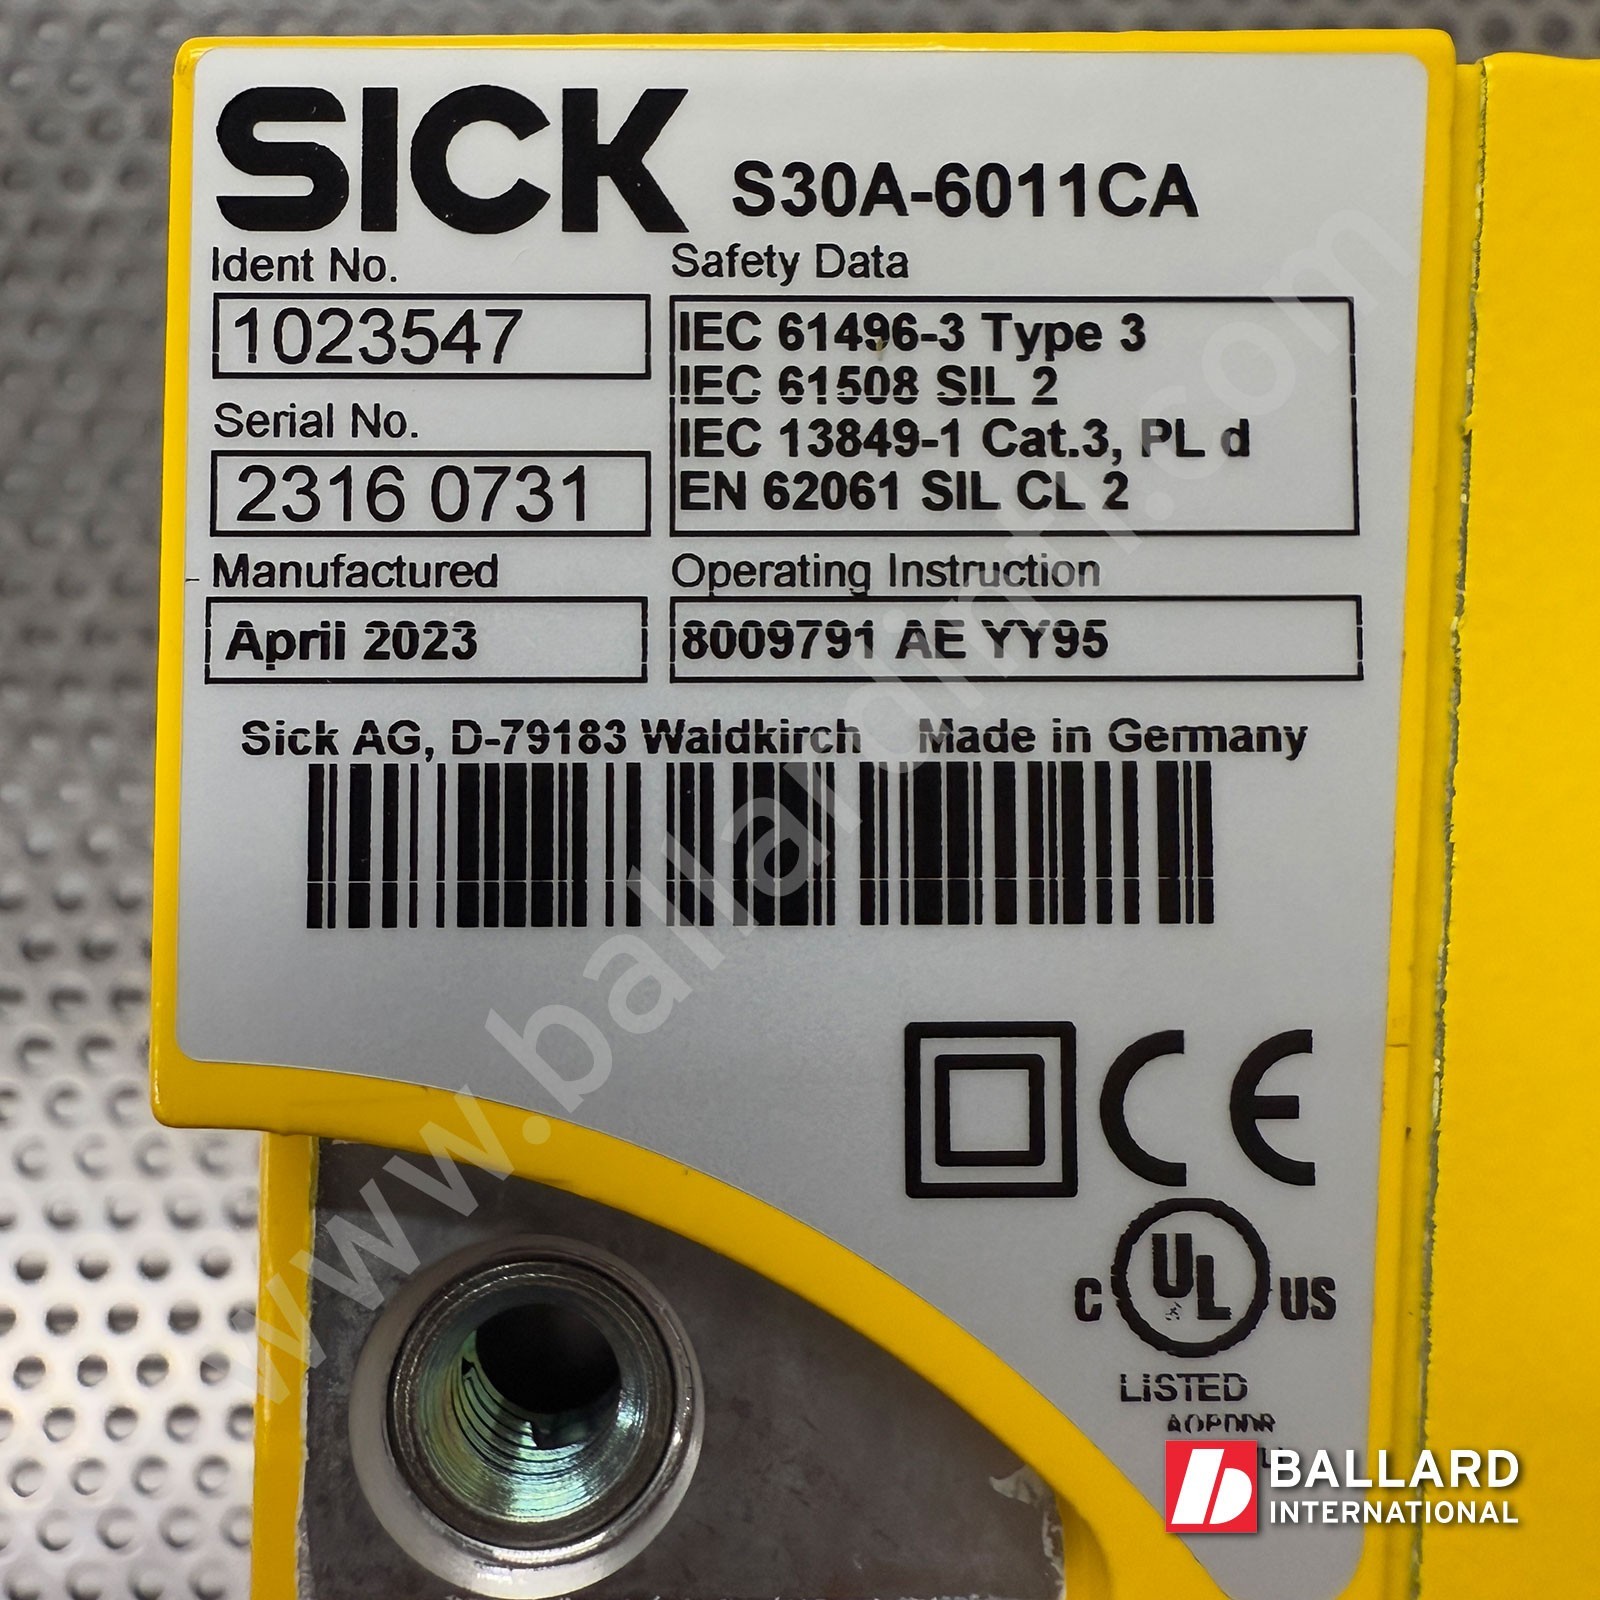 SICK S30A-6011CA
Ident No.
1023547
Serial No.
2316 0731
Manufactured
April 2023
Safety Data
IEC 61496-3 Type 3
IEC 61508 SIL 2
IEC 13849-1 Cat.3, PL d
EN 62061 SIL CL 2
Operating Instruction
8009791 AE YY95
Sick AG, D-79183 Waldkirch Made in Germany
CE
C UL US
LISTED
BALLARD
INTERNATIONAL
www.ballardintl.com